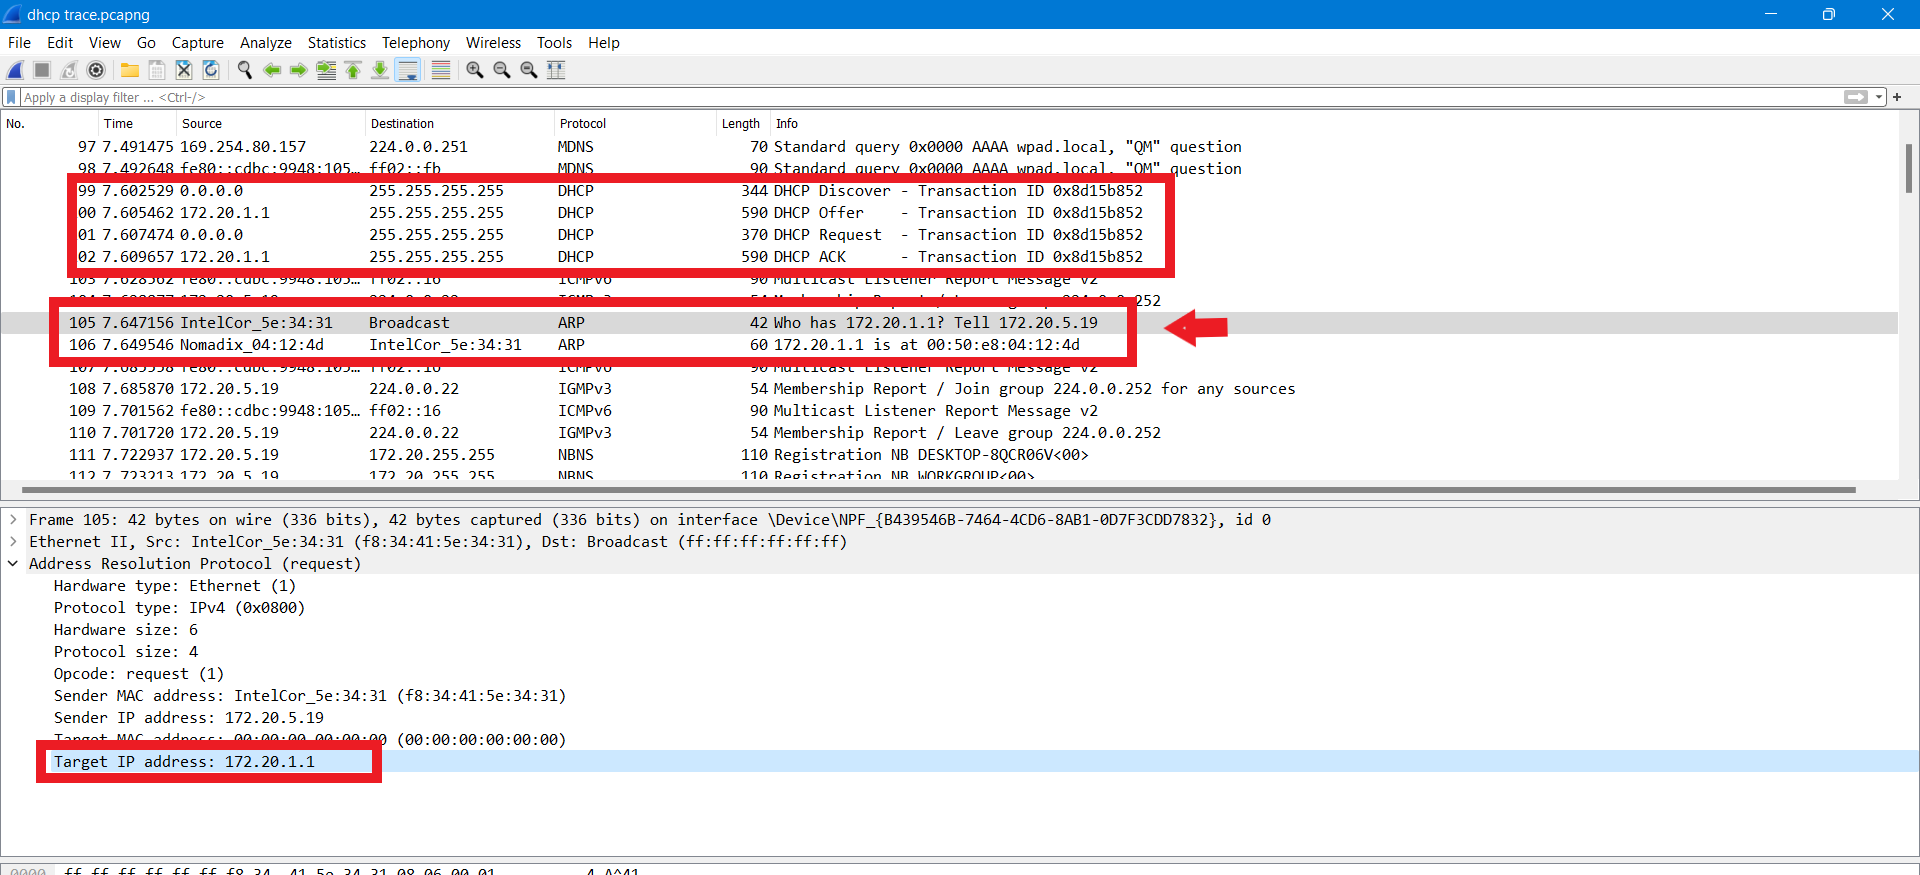 dhcp trace.pcapng
File Edit View Go Capture Analyze Statistics Telephony Wireless Tools Help
Apply a display filter ... <Ctrl-/>
No. Time Source Destination Protocol Length Info
97 7.491475 169.254.80.157 224.0.0.251 MDNS 70 Standard query 0x0000 AAAA wpad.local, "QM" question
98 7.492648 fe80::cdbc:9948:105… ff02::fb MDNS 90 Standard query 0x0000 AAAA wpad.local, "QM" question
99 7.602529 0.0.0.0 255.255.255.255 DHCP 344 DHCP Discover - Transaction ID 0x8d15b852
00 7.605462 172.20.1.1 255.255.255.255 DHCP 590 DHCP Offer - Transaction ID 0x8d15b852
01 7.607474 0.0.0.0 255.255.255.255 DHCP 370 DHCP Request - Transaction ID 0x8d15b852
02 7.609657 172.20.1.1 255.255.255.255 DHCP 590 DHCP ACK - Transaction ID 0x8d15b852
103 7.628562 fe80::cdbc:9948:105… ff02::16 ICMPv6 90 Multicast Listener Report Message v2
172.20.5.19 224.0.0.22 54 Membership Report / Leave group 224.0.0.252
105 7.647156 IntelCor_5e:34:31 Broadcast ARP 42 Who has 172.20.1.1? Tell 172.20.5.19
106 7.649546 Nomadix_04:12:4d IntelCor_5e:34:31 ARP 60 172.20.1.1 is at 00:50:e8:04:12:4d
107 7.685558 fe80::cdbc:9948:105… ff02::16 ICMPv6 90 Multicast Listener Report Message v2
108 7.685870 172.20.5.19 224.0.0.22 IGMPv3 54 Membership Report / Join group 224.0.0.252 for any sources
109 7.701562 fe80::cdbc:9948:105… ff02::16 ICMPv6 90 Multicast Listener Report Message v2
110 7.701720 172.20.5.19 224.0.0.22 IGMPv3 54 Membership Report / Leave group 224.0.0.252
111 7.722937 172.20.5.19 172.20.255.255 NBNS 110 Registration NB DESKTOP-8QCR06V<00>
112 7.723213 172.20.5.19 172.20.255.255 NBNS 110 Registration NB WORKGROUP<00>
Frame 105: 42 bytes on wire (336 bits), 42 bytes captured (336 bits) on interface \Device\NPF_{B439546B-7464-4CD6-8AB1-0D7F3CDD7832}, id 0
Ethernet II, Src: IntelCor_5e:34:31 (f8:34:41:5e:34:31), Dst: Broadcast (ff:ff:ff:ff:ff:ff)
Address Resolution Protocol (request)
Hardware type: Ethernet (1)
Protocol type: IPv4 (0x0800)
Hardware size: 6
Protocol size: 4
Opcode: request (1)
Sender MAC address: IntelCor_5e:34:31 (f8:34:41:5e:34:31)
Sender IP address: 172.20.5.19
Target MAC address: 00:00:00_00:00:00 (00:00:00:00:00:00)
Target IP address: 172.20.1.1
0000 ff ff ff ff ff ff f8 34 41 5e 34 31 08 06 00 01 4 A^41